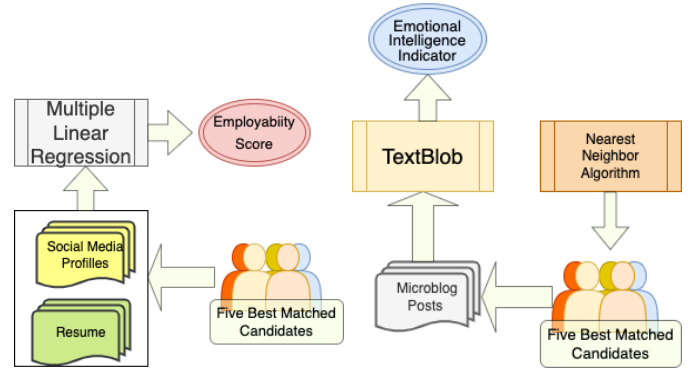 Emotional
Intelligence
Indicator
Multiple
Linear
Regression
Employabiity
Score
TextBlob
Nearest
Neighbor
Algorithm
Social Media
Profilles
Resume
Five Best Matched
Candidates
Microblog
Posts
Five Best Matched
Candidates